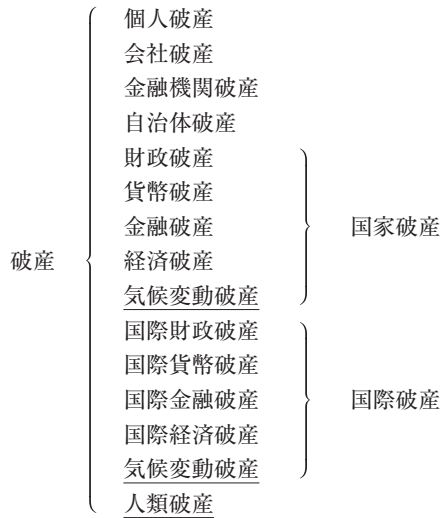 個人破産
会社破産
金融機関破産
自治体破産
財政破産
貨幣破産
金融破産 国家破産
破産 経済破産
気候変動破産
国際財政破産
国際貨幣破産
国際金融破産 国際破産
国際経済破産
気候変動破産
人類破産